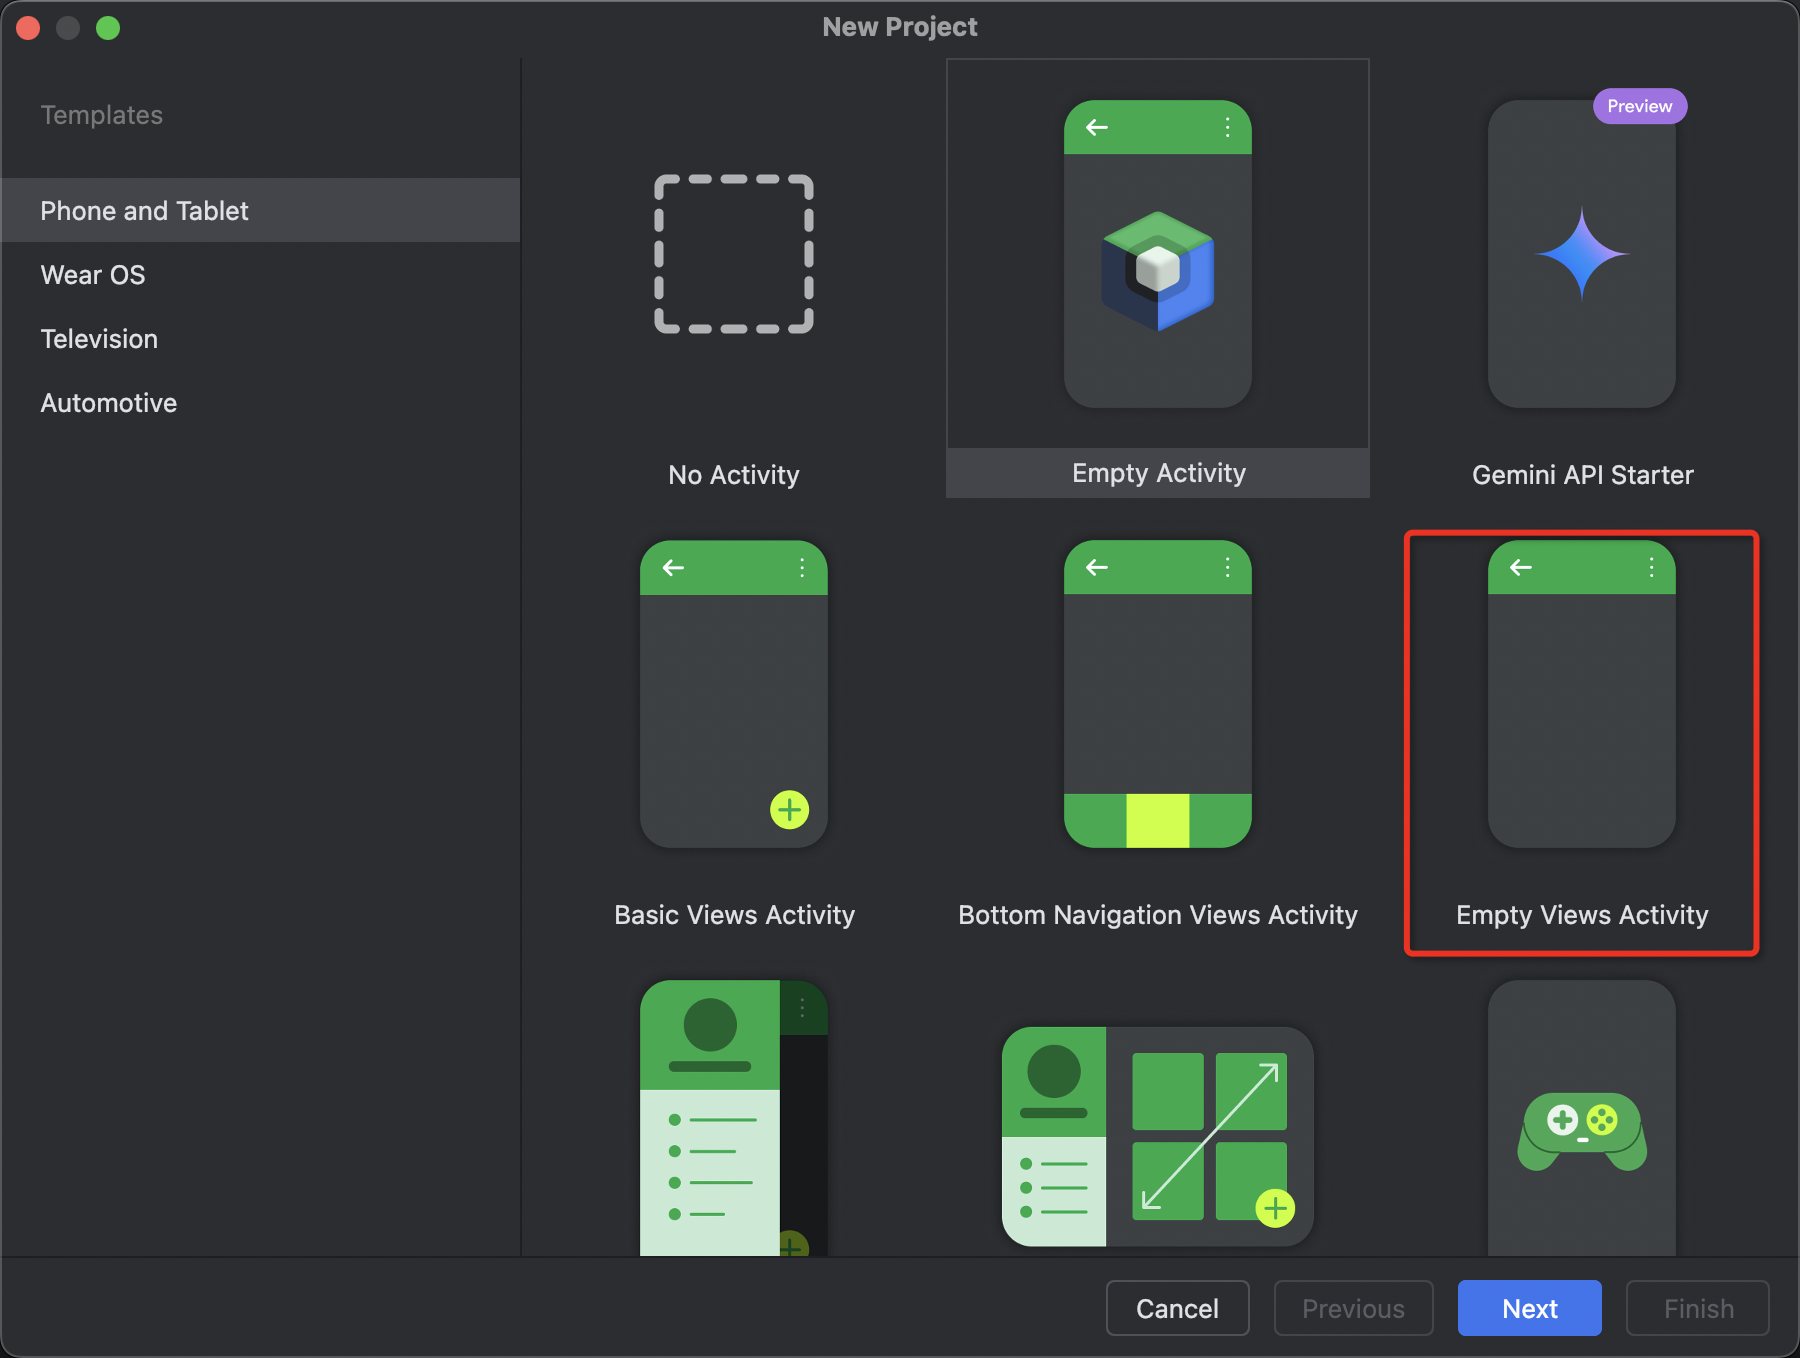 New Project
Templates
Phone and Tablet
Wear OS
Television
Automotive
No Activity
Empty Activity
Preview
Gemini API Starter
Basic Views Activity
Bottom Navigation Views Activity
Empty Views Activity
Cancel
Previous
Next
Finish